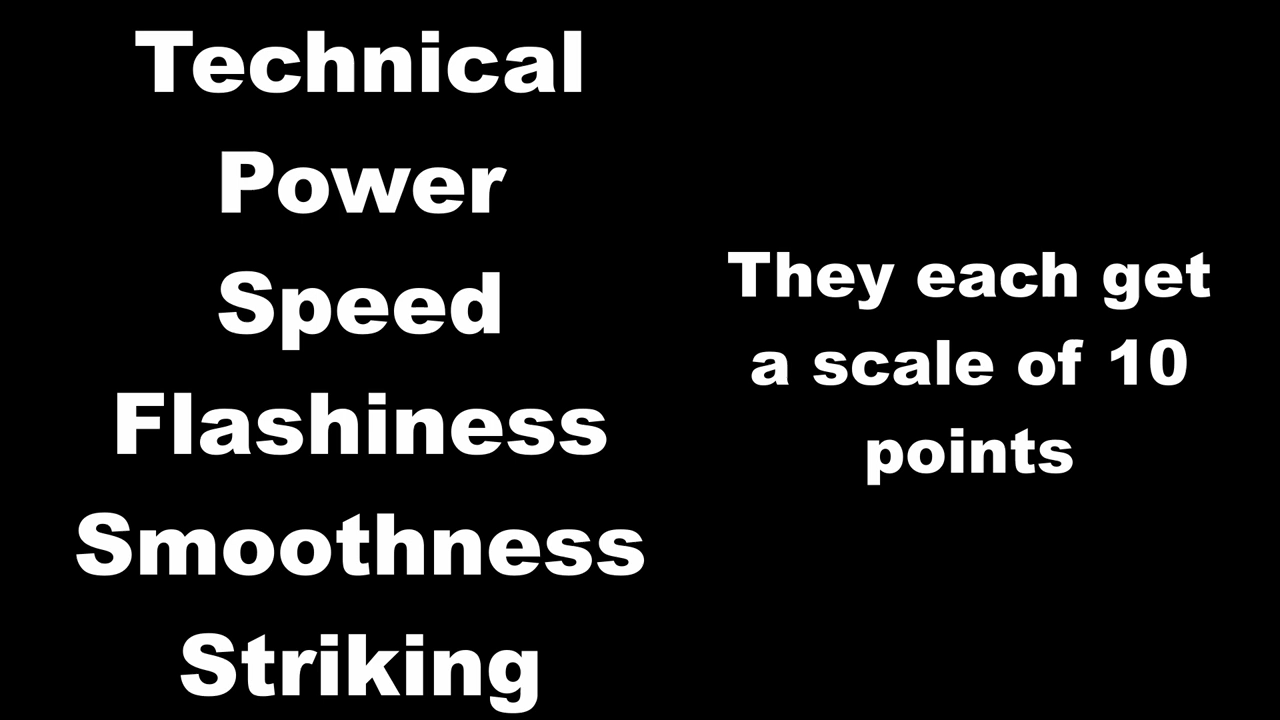 Technical
Power
Speed
Flashiness
Smoothness
Striking
They each get
a scale of 10
points